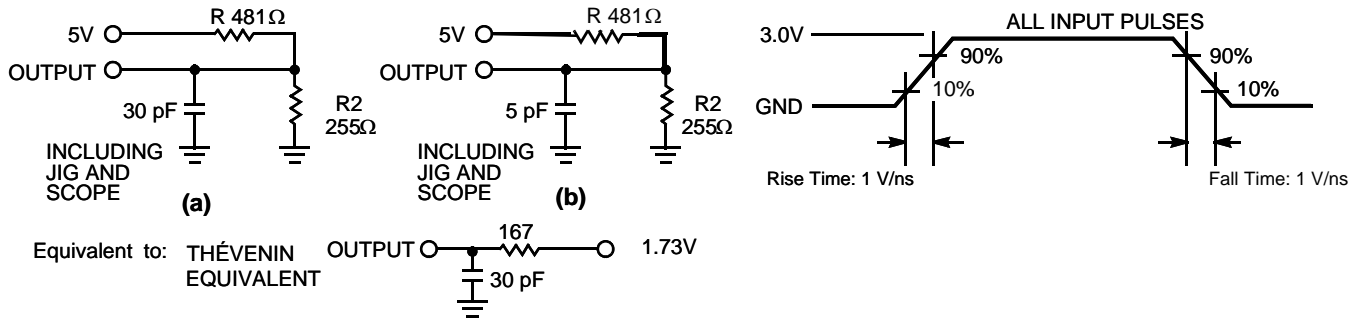 R 481Ω
5V
OUTPUT
30 pF
R2
255Ω
INCLUDING
JIG AND
SCOPE
(a)
R 481Ω
5V
OUTPUT
5 pF
R2
255Ω
INCLUDING
JIG AND
SCOPE
(b)
ALL INPUT PULSES
3.0V
90%
10%
GND
90%
10%
Rise Time: 1 V/ns
Fall Time: 1 V/ns
Equivalent to: THÉVENIN
EQUIVALENT
OUTPUT
167
1.73V
30 pF